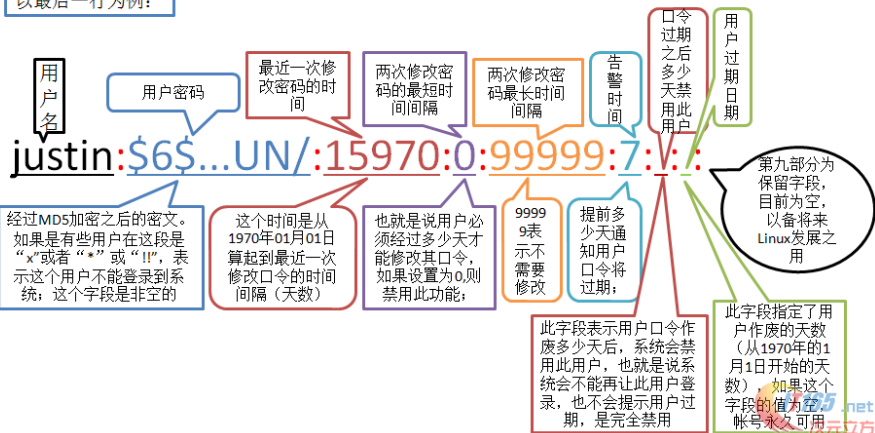 以最后一行为例：
用
户
名
用户密码
最近一次修
改密码的时
间
两次修改密
码的最短时
间间隔
两次修改密
码最长时间
间隔
告
警
时
间
口令
过期
之后
多少
天禁
用此
用户
用
户
过
期
日
期
justin:$6$...UN/:15970:0:99999:7:::
第九部分为
保留字段，
目前为空，
以备将来
Linux发展之
用
经过MD5加密之后的密文。
如果是有些用户在这段是
“x”或者“*”或“!!”，表
示这个用户不能登录到系
统；这个字段是非空的
这个时间是从
1970年01月01日
算起到最近一次
修改口令的时间
间隔（天数）
也就是说用户必
须经过多少天才
能修改其口令，
如果设置为0,则
禁用此功能；
9999
9表
示不
需要
修改
提前多
少天通
知用户
口令将
过期；
此字段表示用户口令作
废多少天后，系统会禁
用此用户，也就是说系
统会不能再让此用户登
录，也不会提示用户过
期，是完全禁用
此字段指定了用
户作废的天数
（从1970年的1
月1日开始的天
数），如果这个
字段的值为空，
帐号永久可用